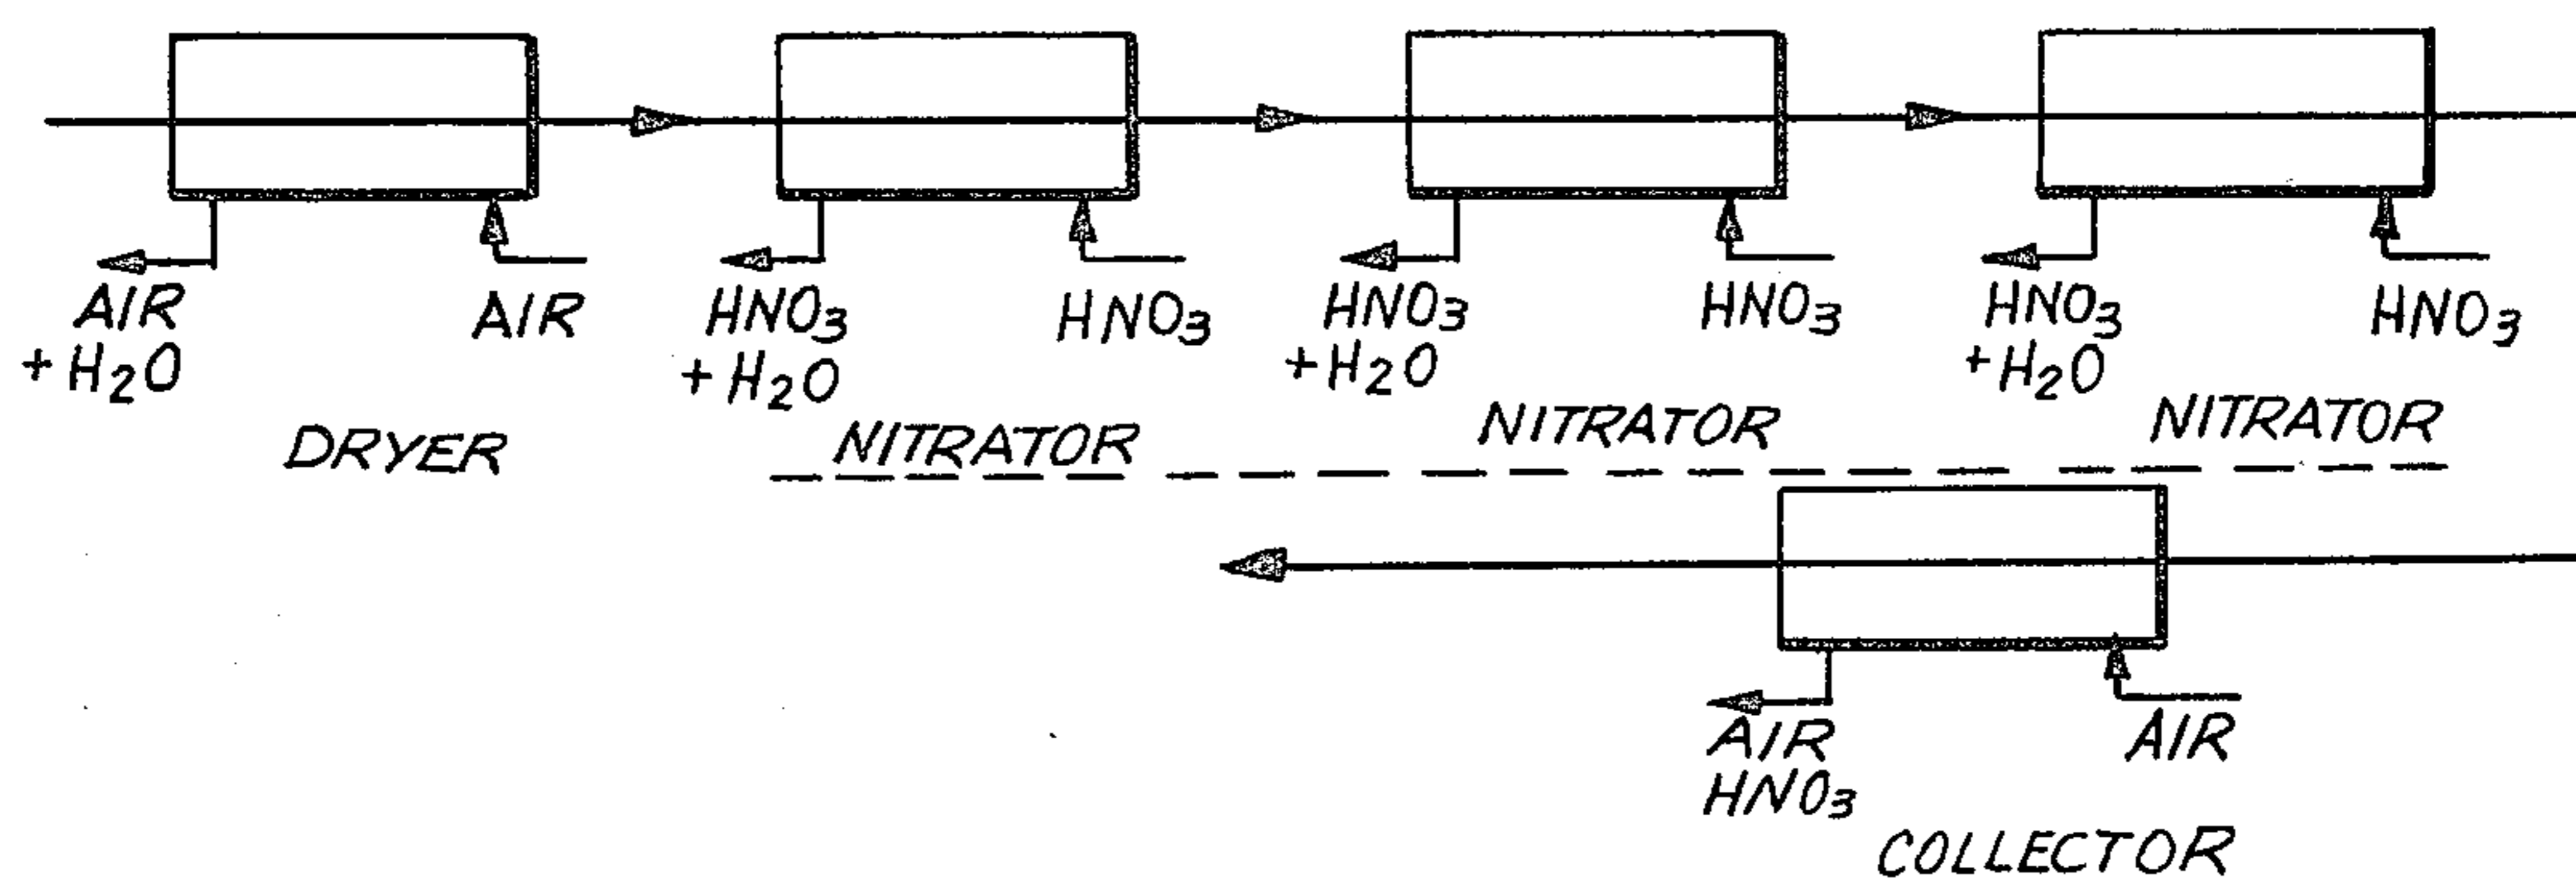 AIR
+ H₂O
AIR
DRYER
HNO₃
+ H₂O
HNO₃
NITRATOR
HNO₃
+H₂O
HNO₃
NITRATOR
HNO₃
+H₂O
HNO₃
NITRATOR
AIR
HNO₃
AIR
COLLECTOR